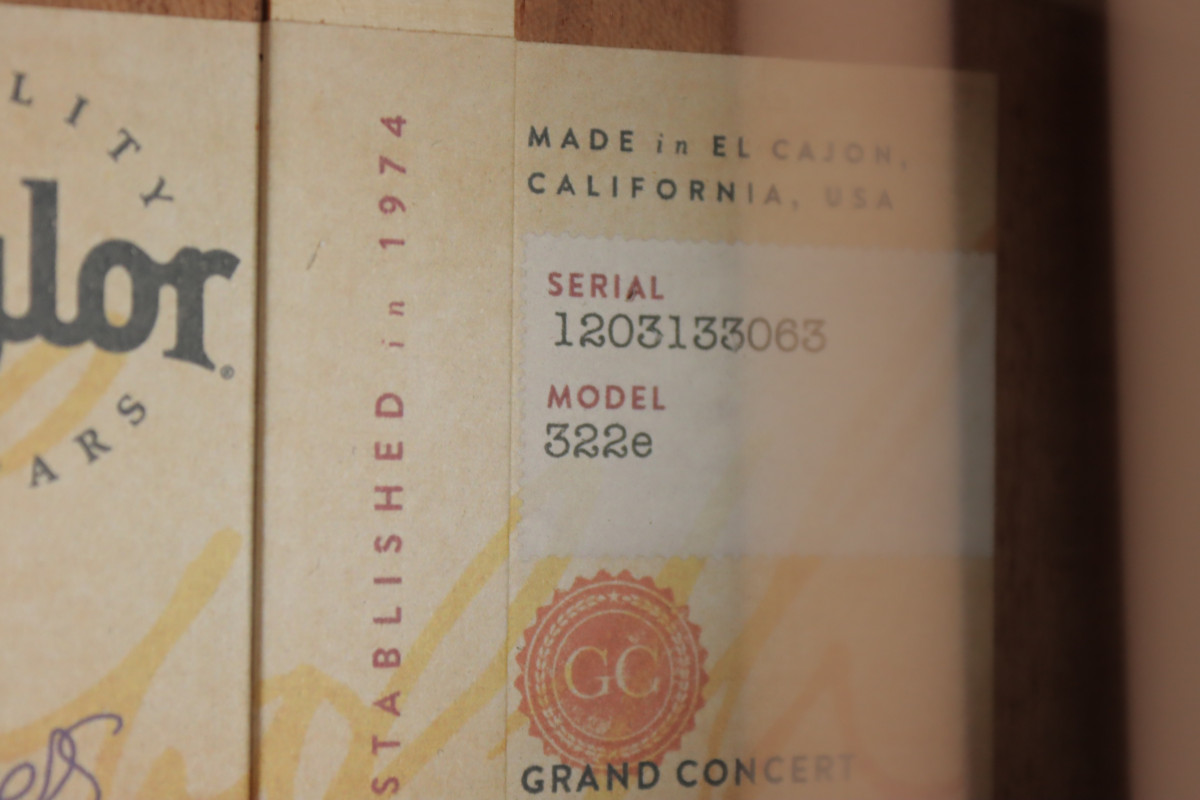 LITY
ylor®
ARS
ESTABLISHED in 1974
MADE in EL CAJON,
CALIFORNIA, USA
SERIAL
1203133063
MODEL
322e
GC
GRAND CONCERT